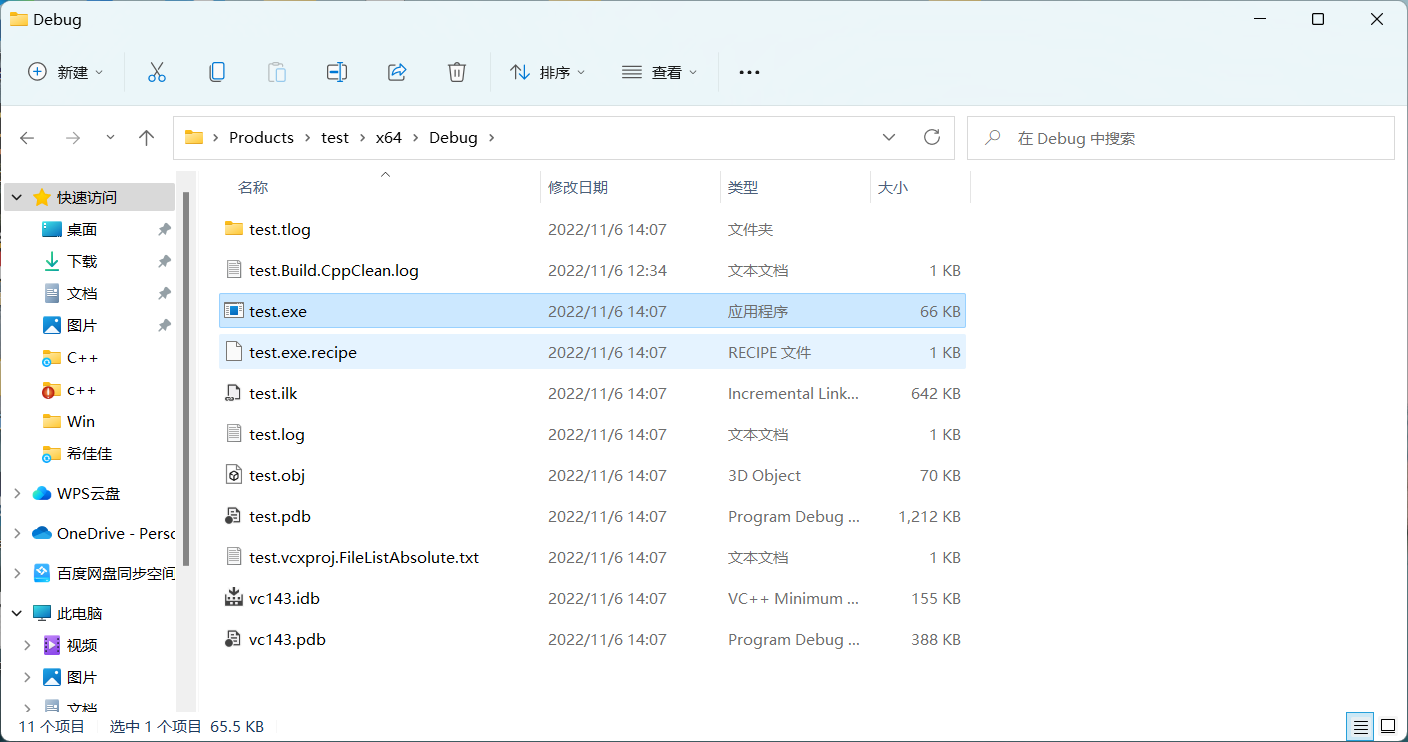 Debug
新建
排序
查看
Products > test > x64 > Debug >
在 Debug 中搜索
快速访问
桌面
下载
文档
图片
C++
c++
Win
希佳佳
WPS云盘
OneDrive - Perso
百度网盘同步空间
此电脑
视频
图片
文档
名称 修改日期 类型 大小
test.tlog 2022/11/6 14:07 文件夹
test.Build.CppClean.log 2022/11/6 12:34 文本文档 1 KB
test.exe 2022/11/6 14:07 应用程序 66 KB
test.exe.recipe 2022/11/6 14:07 RECIPE 文件 1 KB
test.ilk 2022/11/6 14:07 Incremental Link... 642 KB
test.log 2022/11/6 14:07 文本文档 1 KB
test.obj 2022/11/6 14:07 3D Object 70 KB
test.pdb 2022/11/6 14:07 Program Debug ... 1,212 KB
test.vcxproj.FileListAbsolute.txt 2022/11/6 14:07 文本文档 1 KB
vc143.idb 2022/11/6 14:07 VC++ Minimum ... 155 KB
vc143.pdb 2022/11/6 14:07 Program Debug ... 388 KB
11 个项目 选中 1 个项目 65.5 KB